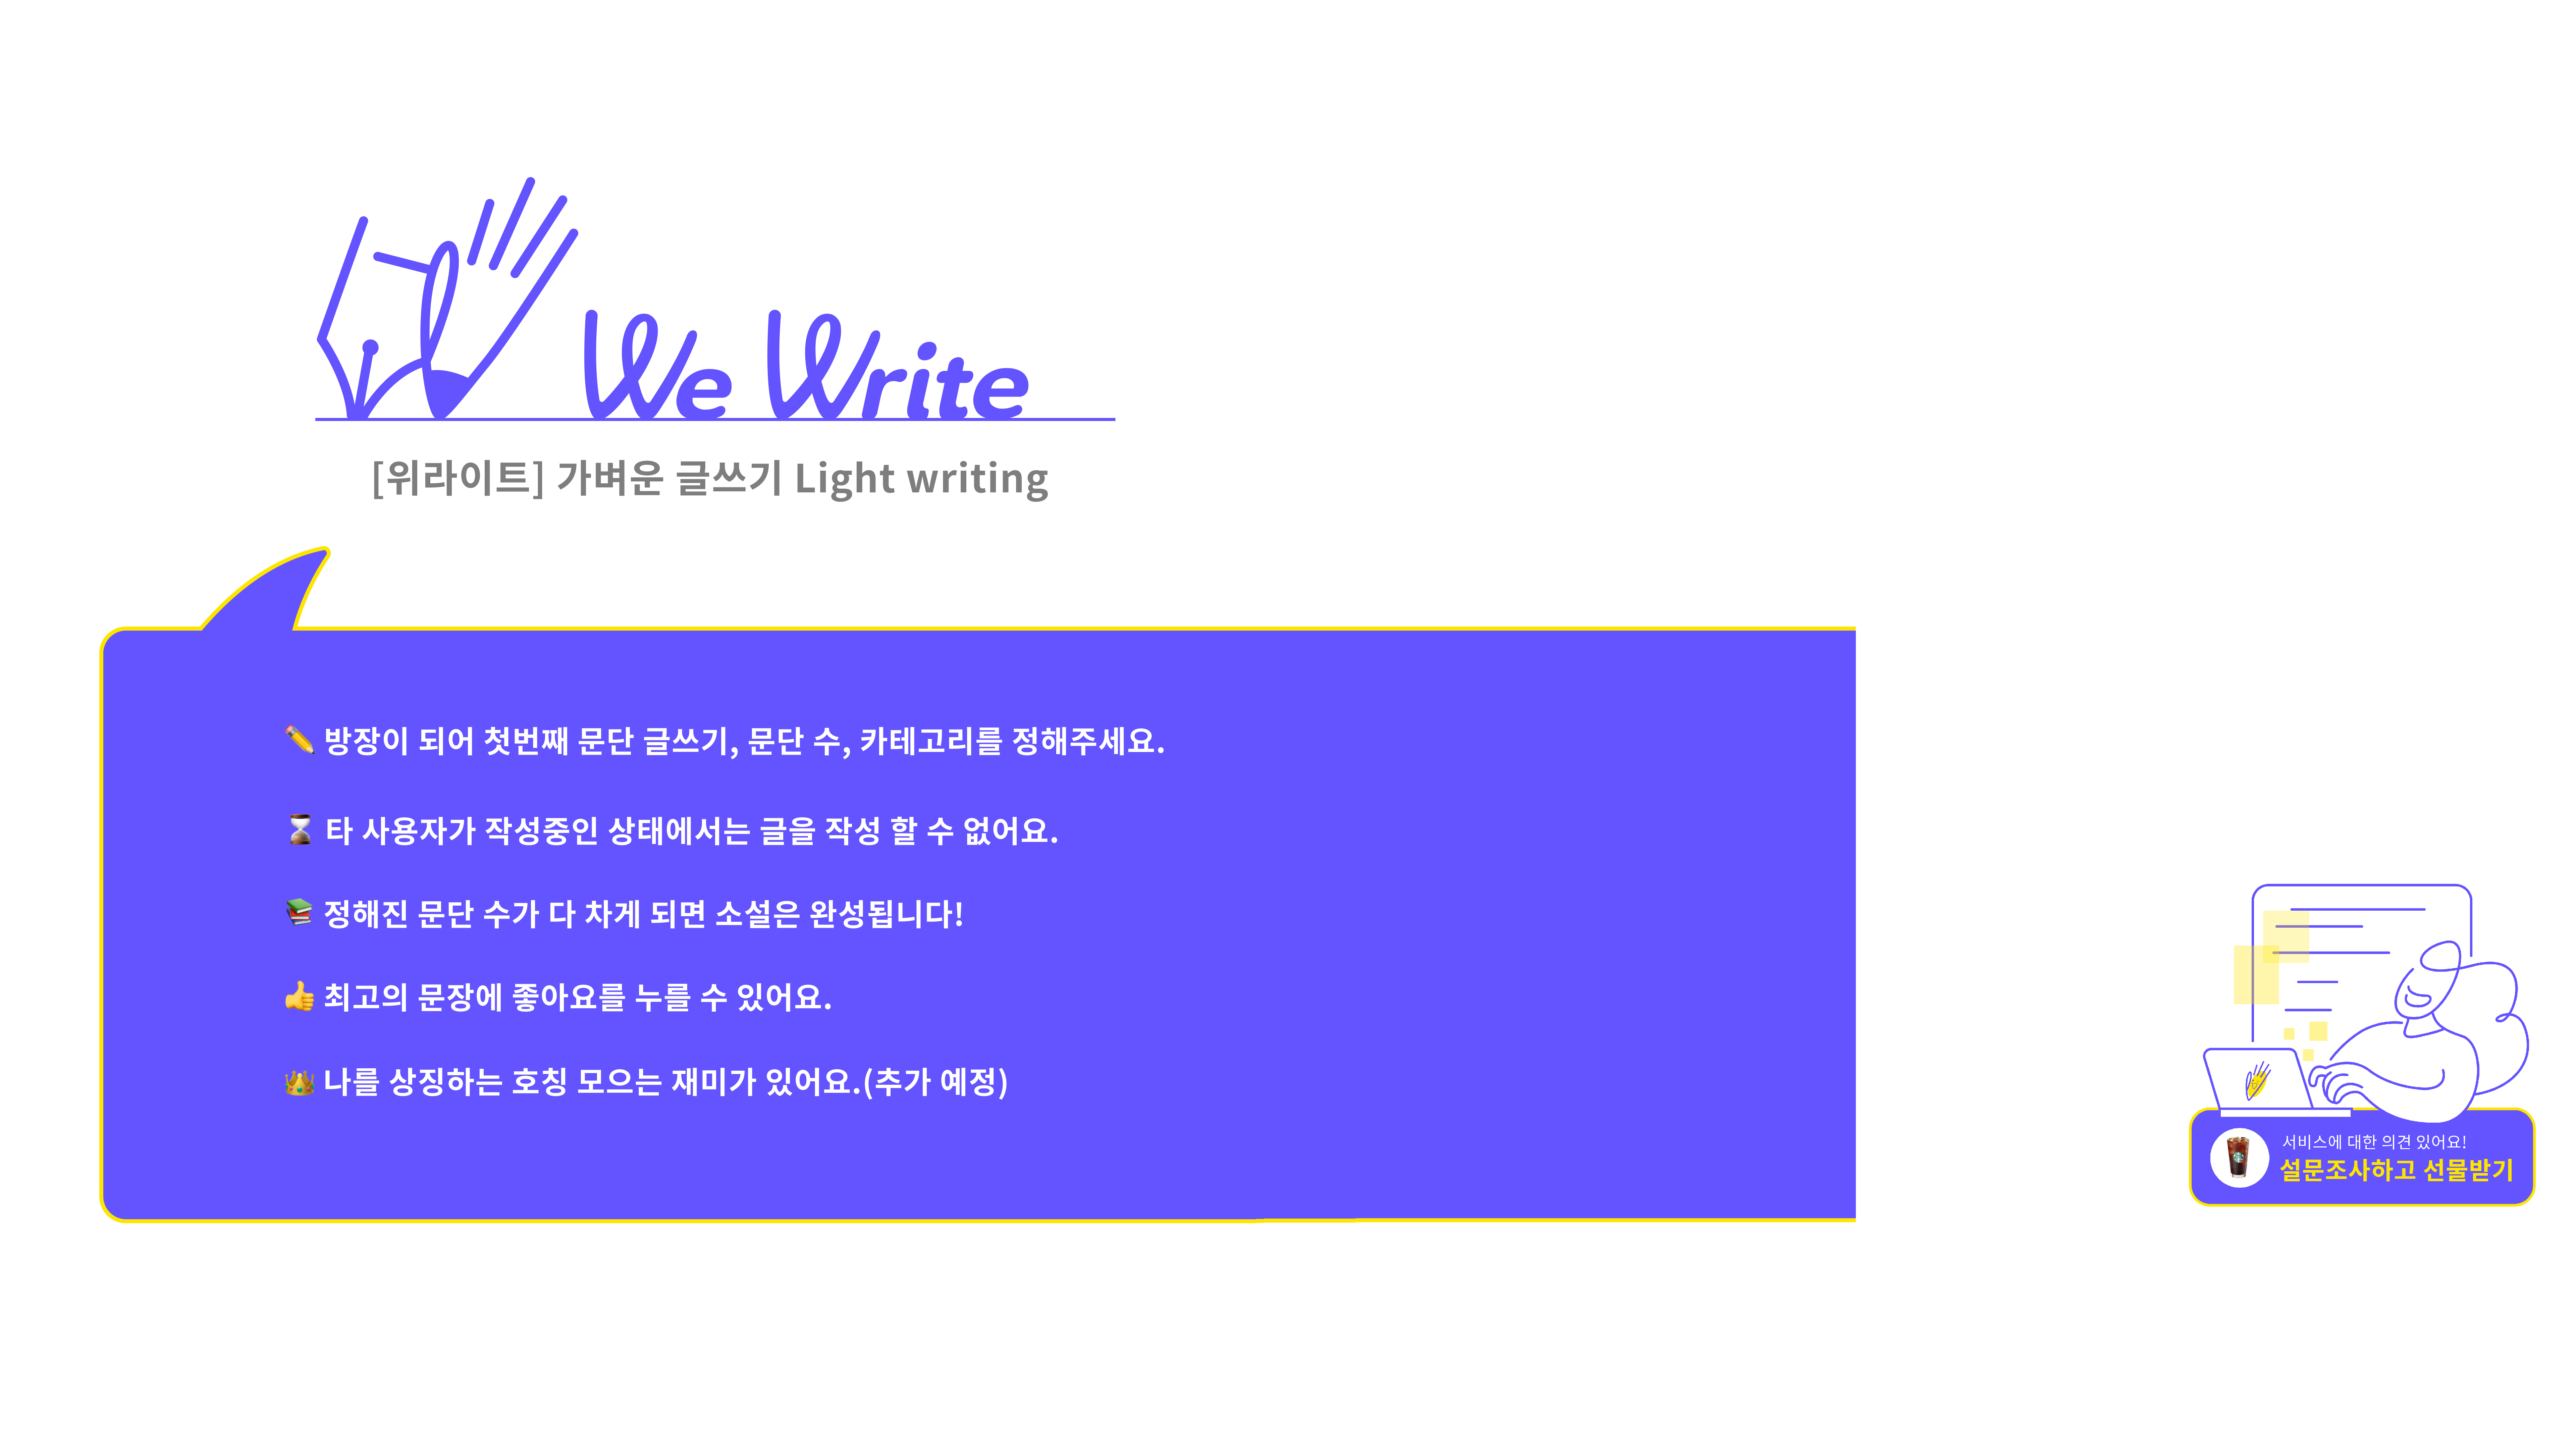 We Write
[위라이트] 가벼운 글쓰기 Light writing
✏️ 방장이 되어 첫번째 문단 글쓰기, 문단 수, 카테고리를 정해주세요.
⏳ 타 사용자가 작성중인 상태에서는 글을 작성 할 수 없어요.
📚 정해진 문단 수가 다 차게 되면 소설은 완성됩니다!
👍 최고의 문장에 좋아요를 누를 수 있어요.
👑 나를 상징하는 호칭 모으는 재미가 있어요.(추가 예정)
서비스에 대한 의견 있어요!
설문조사하고 선물받기